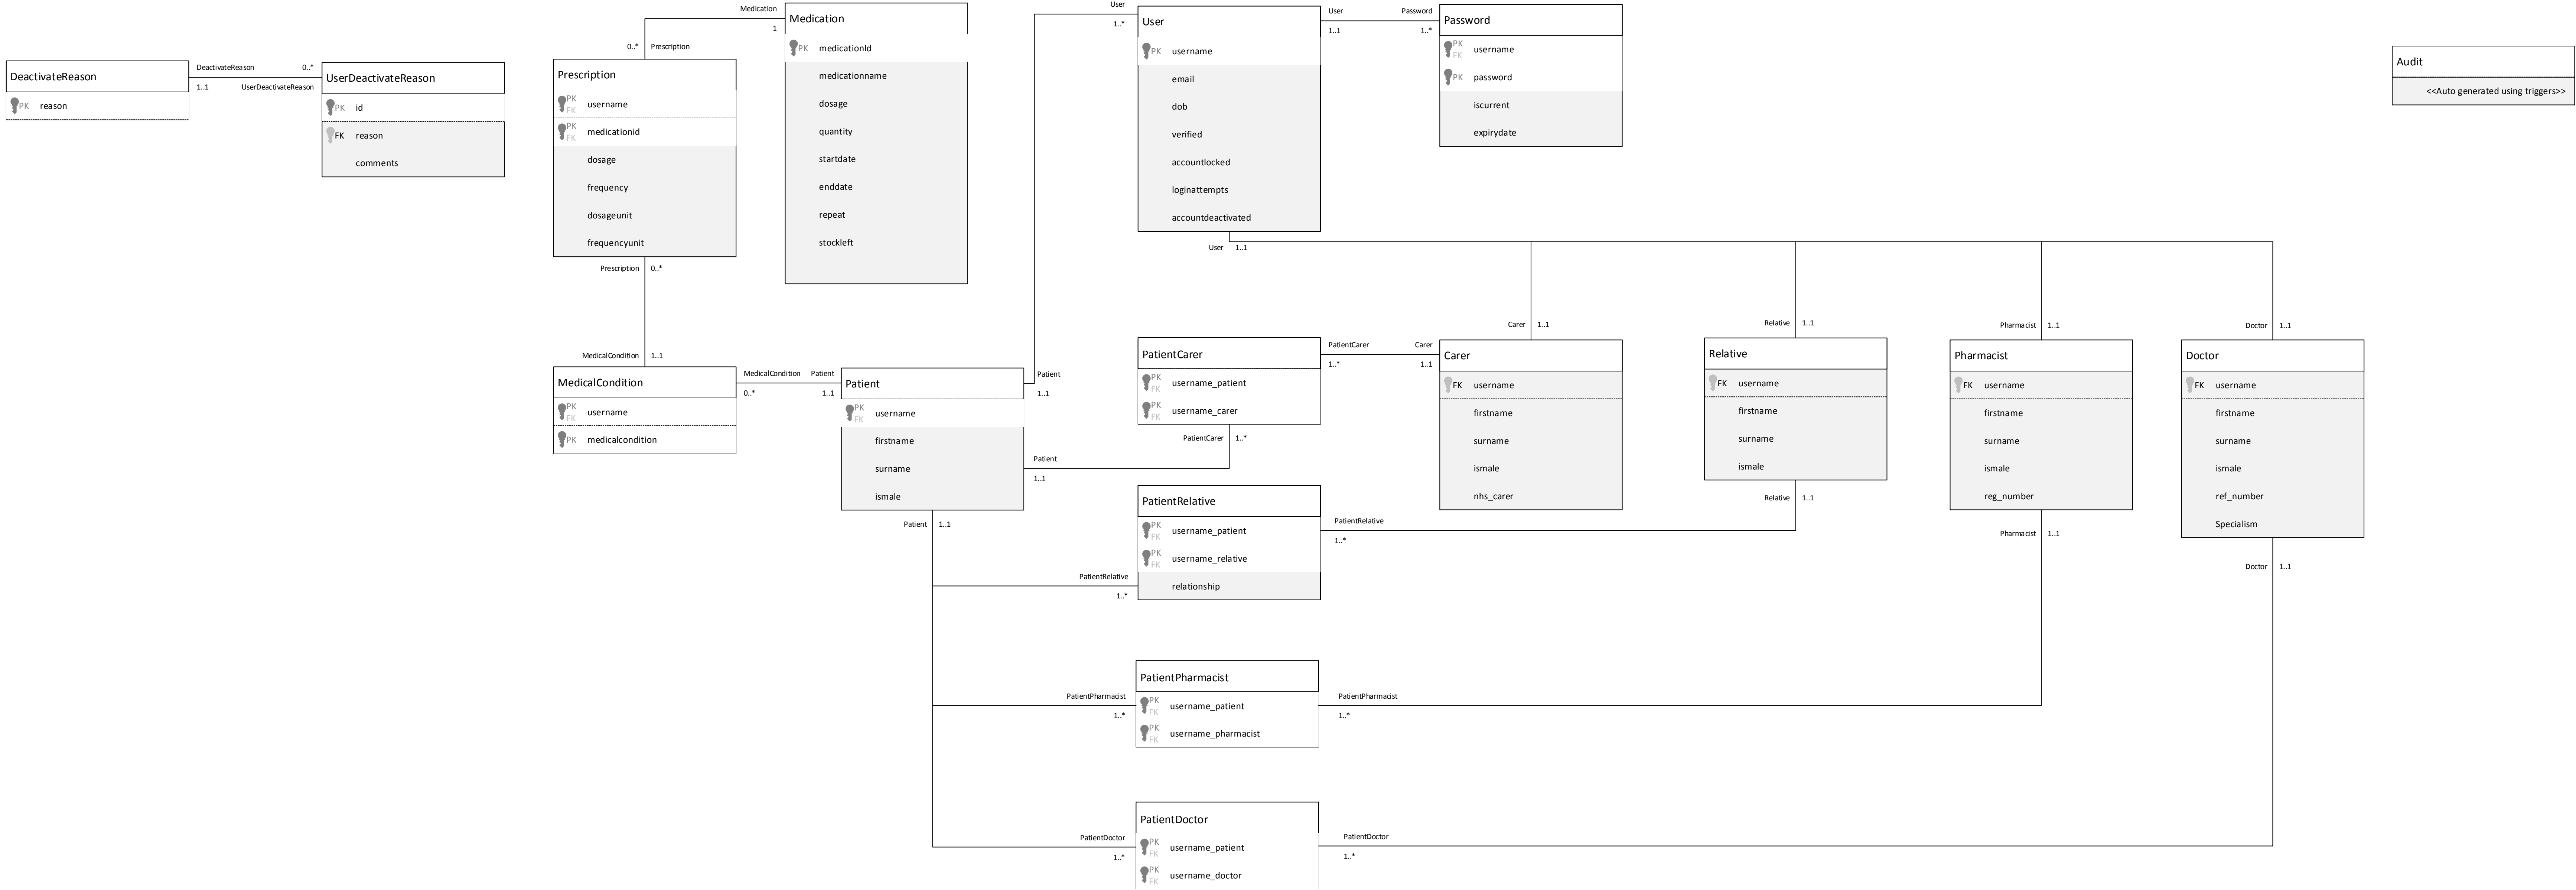 DeactivateReason
PK reason
DeactivateReason 0..*
1..1 UserDeactivateReason
UserDeactivateReason
PK id
FK reason
comments
Medication
1
0..* Prescription
Prescription
PK FK username
PK FK medicationid
dosage
frequency
dosageunit
frequencyunit
Prescription 0..*
MedicalCondition 1..1
Medication
PK medicationId
medicationname
dosage
quantity
startdate
enddate
repeat
stockleft
User
1..*
User
PK username
email
dob
verified
accountlocked
loginattempts
accountdeactivated
User 1..1
User Password
1..1 1..*
Password
PK FK username
PK password
iscurrent
expirydate
Audit
<<Auto generated using triggers>>
MedicalCondition
PK FK username
PK medicalcondition
MedicalCondition Patient
0..* 1..1
Patient
PK FK username
firstname
surname
ismale
Patient
1..1
Patient
1..1
Patient 1..1
PatientCarer
PK FK username_patient
PK FK username_carer
PatientCarer 1..*
PatientCarer Carer
1..* 1..1
Carer 1..1
Carer
FK username
firstname
surname
ismale
nhs_carer
Relative 1..1
Relative
FK username
firstname
surname
ismale
Relative 1..1
Pharmacist 1..1
Pharmacist
FK username
firstname
surname
ismale
reg_number
Pharmacist 1..1
Doctor 1..1
Doctor
FK username
firstname
surname
ismale
ref_number
Specialism
Doctor 1..1
PatientRelative
PK FK username_patient
PK FK username_relative
relationship
PatientRelative
1..*
PatientRelative
1..*
PatientPharmacist
PK FK username_patient
PK FK username_pharmacist
PatientPharmacist
1..*
PatientPharmacist
1..*
PatientDoctor
PK FK username_patient
PK FK username_doctor
PatientDoctor
1..*
PatientDoctor
1..*